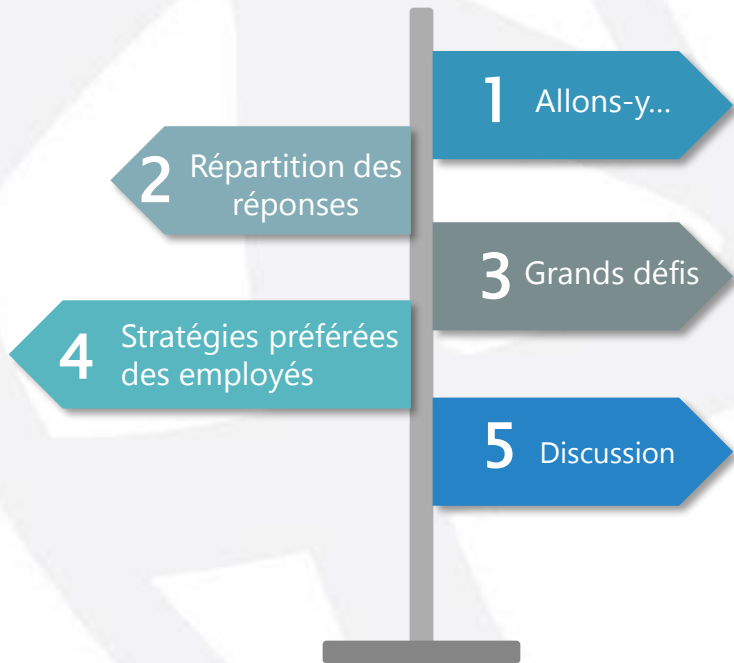 1 Allons-y...
2 Répartition des
réponses
3 Grands défis
4 Stratégies préférées
des employés
5 Discussion